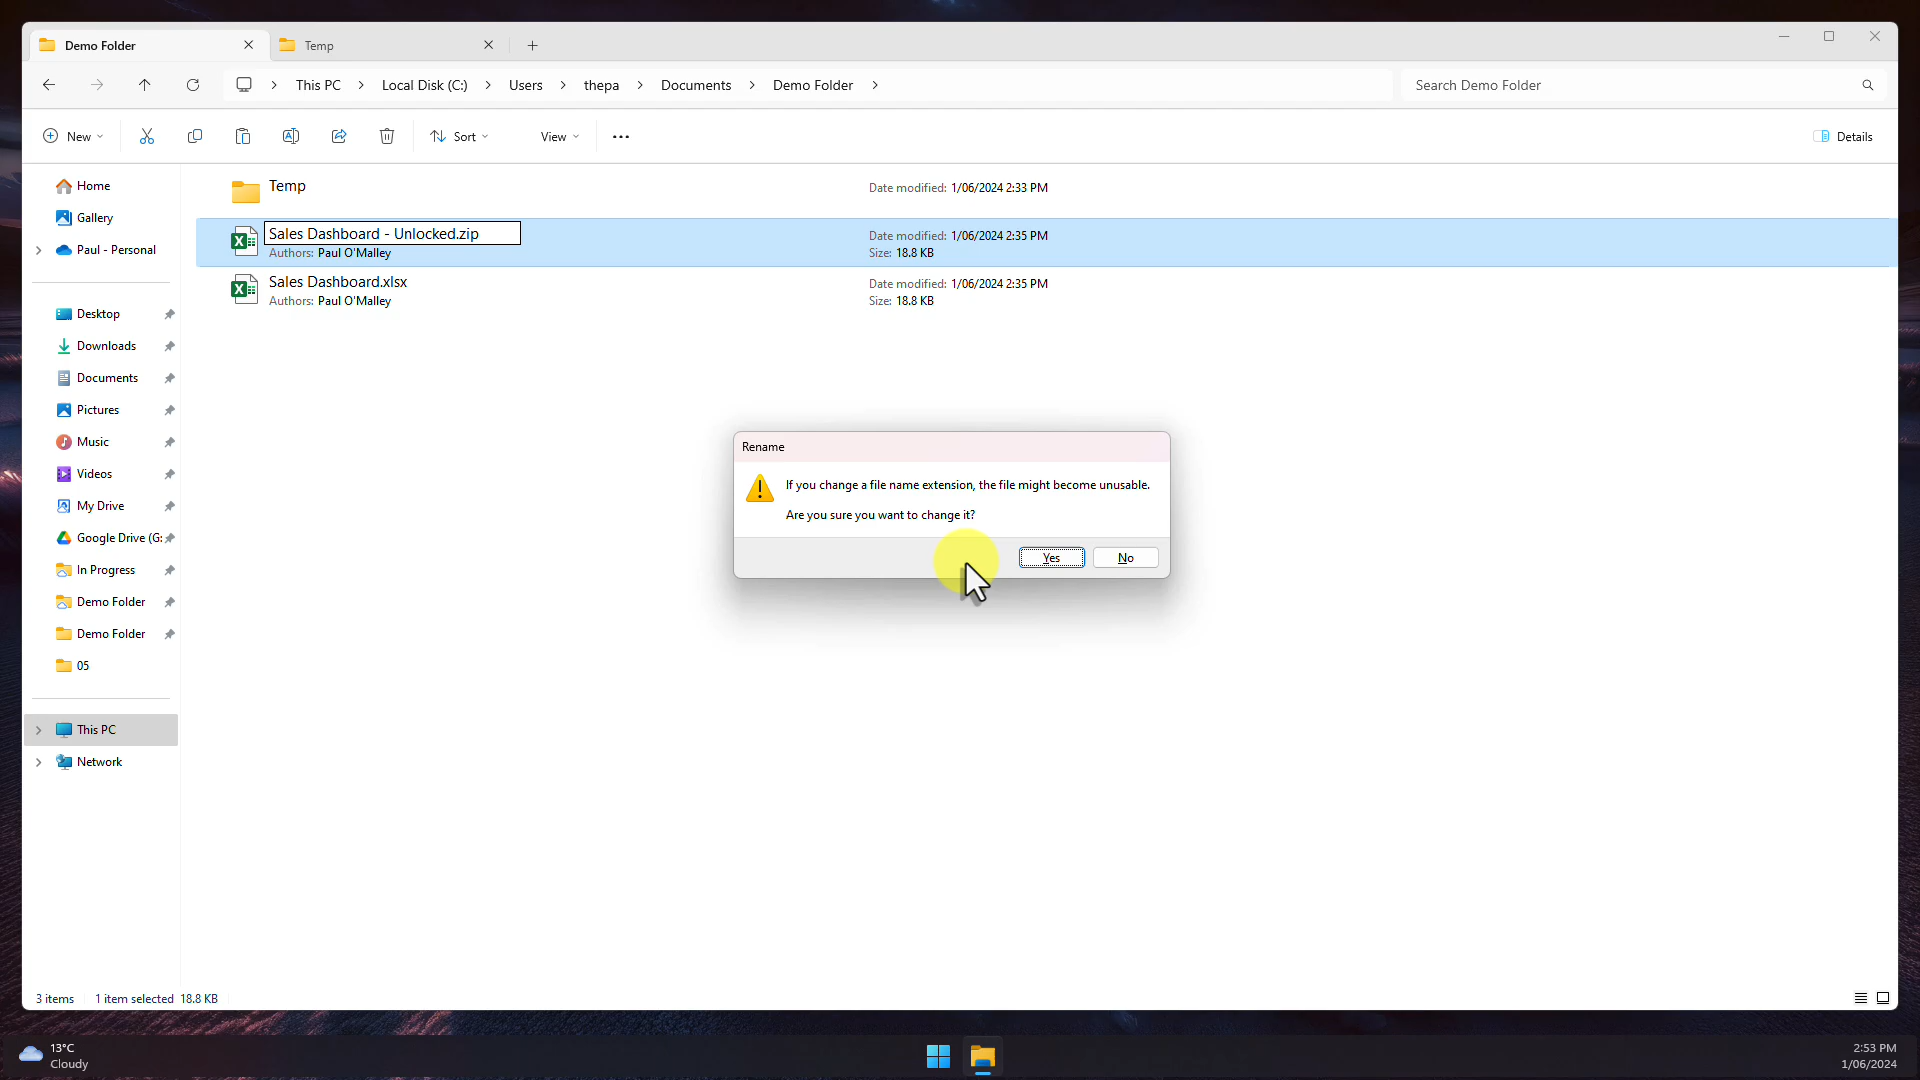 Demo Folder
Temp
This PC
Local Disk (C:)
Users
thepa
Documents
Demo Folder
Search Demo Folder
New
Sort
View
Details
Home
Gallery
Paul - Personal
Desktop
Downloads
Documents
Pictures
Music
Videos
My Drive
Google Drive (G:
In Progress
Demo Folder
Demo Folder
05
This PC
Network
Temp
Date modified: 1/06/2024 2:33 PM
Sales Dashboard - Unlocked.zip
Authors: Paul O'Malley
Date modified: 1/06/2024 2:35 PM
Size: 18.8 KB
Sales Dashboard.xlsx
Authors: Paul O'Malley
Date modified: 1/06/2024 2:35 PM
Size: 18.8 KB
Rename
If you change a file name extension, the file might become unusable.
Are you sure you want to change it?
Yes
No
3 items
1 item selected 18.8 KB
13°C
Cloudy
2:53 PM
1/06/2024